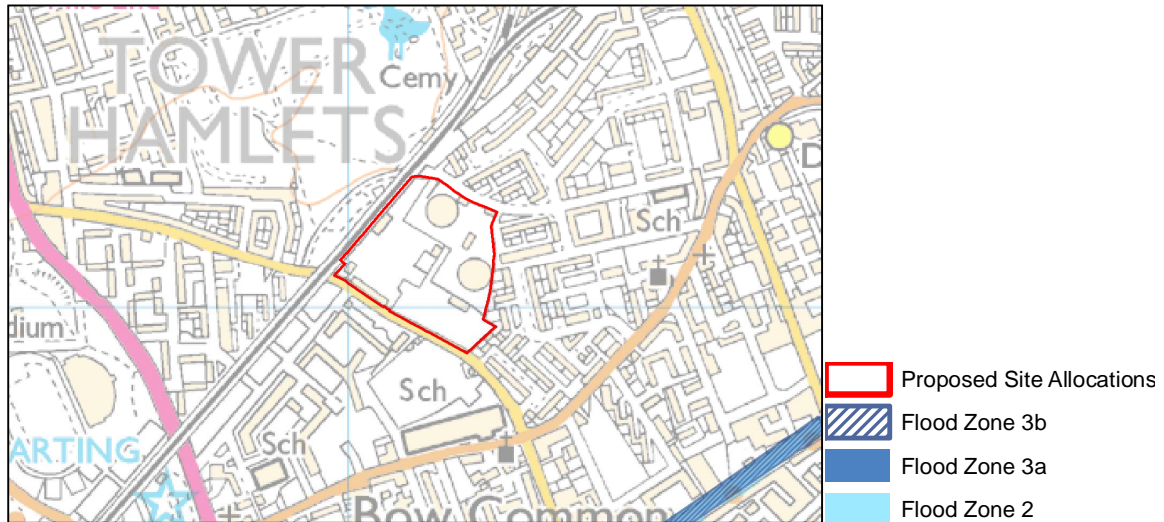 TOWER
HAMLETS
Cemy
D
Sch
dium
Sch
ARTING
Sch
Bow Common
Proposed Site Allocations
Flood Zone 3b
Flood Zone 3a
Flood Zone 2